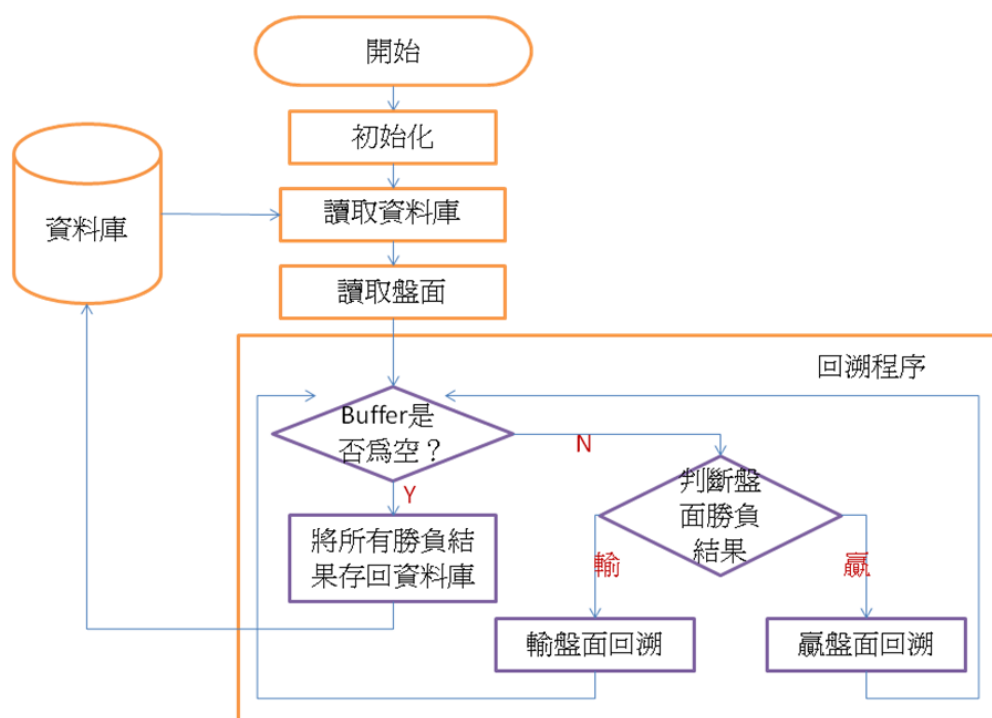 開始
初始化
讀取資料庫
資料庫
讀取盤面
回溯程序
Buffer是
否爲空？
N
Y
判斷盤
面勝負
結果
將所有勝負結
果存回資料庫
輸
贏
輸盤面回溯
贏盤面回溯